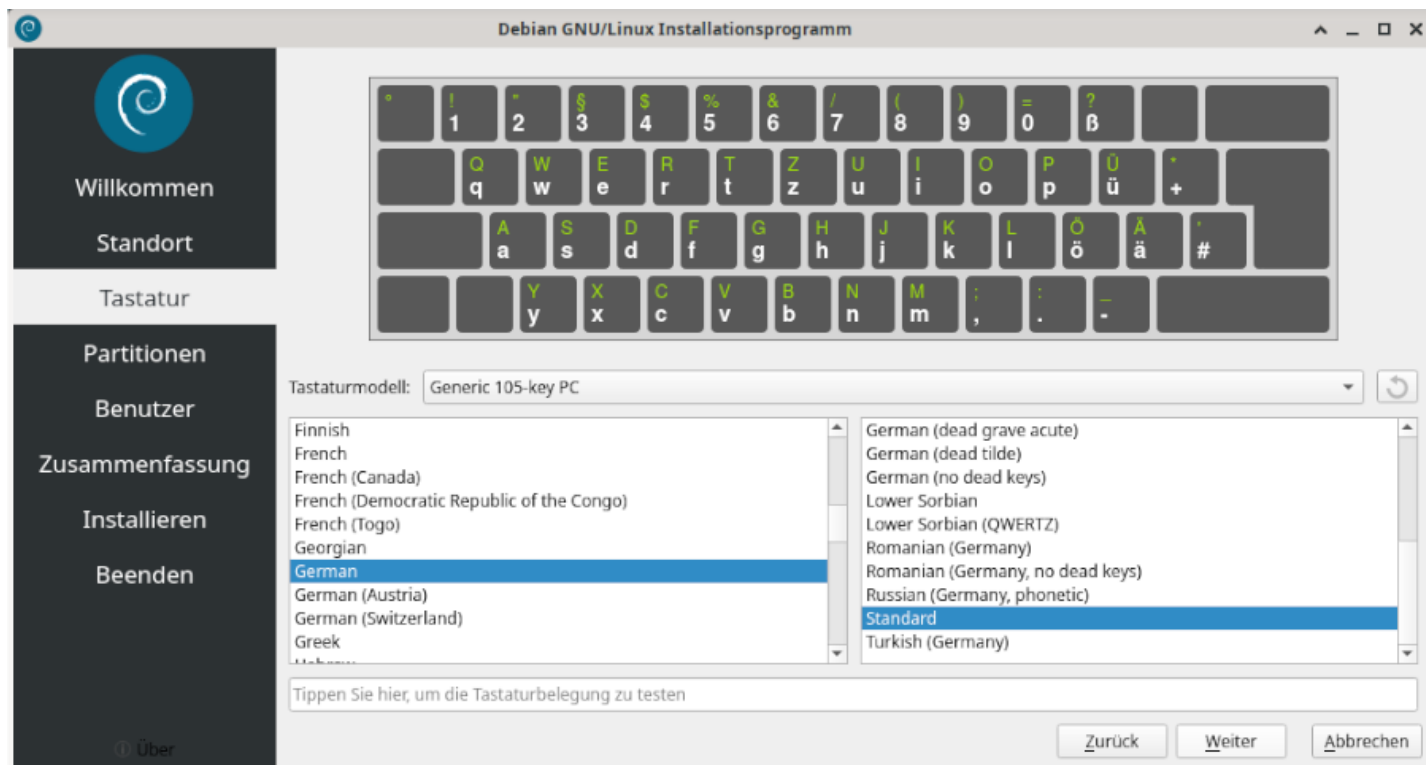 Debian GNU/Linux Installationsprogramm
Willkommen
Standort
Tastatur
Partitionen
Benutzer
Zusammenfassung
Installieren
Beenden
Über
° ! " § $ % & / ( ) = ?
1 2 3 4 5 6 7 8 9 0 ß
Q W E R T Z U I O P Ü *
q w e r t z u i o p ü +
A S D F G H J K L Ö Ä '
a s d f g h j k l ö ä #
Y X C V B N M ; : _
y x c v b n m , . -
Tastaturmodell: Generic 105-key PC
Finnish
French
French (Canada)
French (Democratic Republic of the Congo)
French (Togo)
Georgian
German
German (Austria)
German (Switzerland)
Greek
German (dead grave acute)
German (dead tilde)
German (no dead keys)
Lower Sorbian
Lower Sorbian (QWERTZ)
Romanian (Germany)
Romanian (Germany, no dead keys)
Russian (Germany, phonetic)
Standard
Turkish (Germany)
Tippen Sie hier, um die Tastaturbelegung zu testen
Zurück Weiter Abbrechen